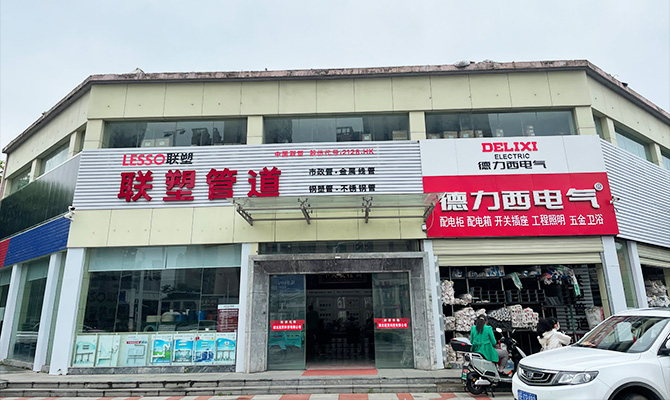 LESSO联塑
中国联塑 股份代号:2128.HK
联塑管道
市政管·金属线管
钢塑管·不锈钢管
DELIXI
ELECTRIC
德力西电气
德力西电气
配电柜 配电箱 开关插座 工程照明 五金卫浴